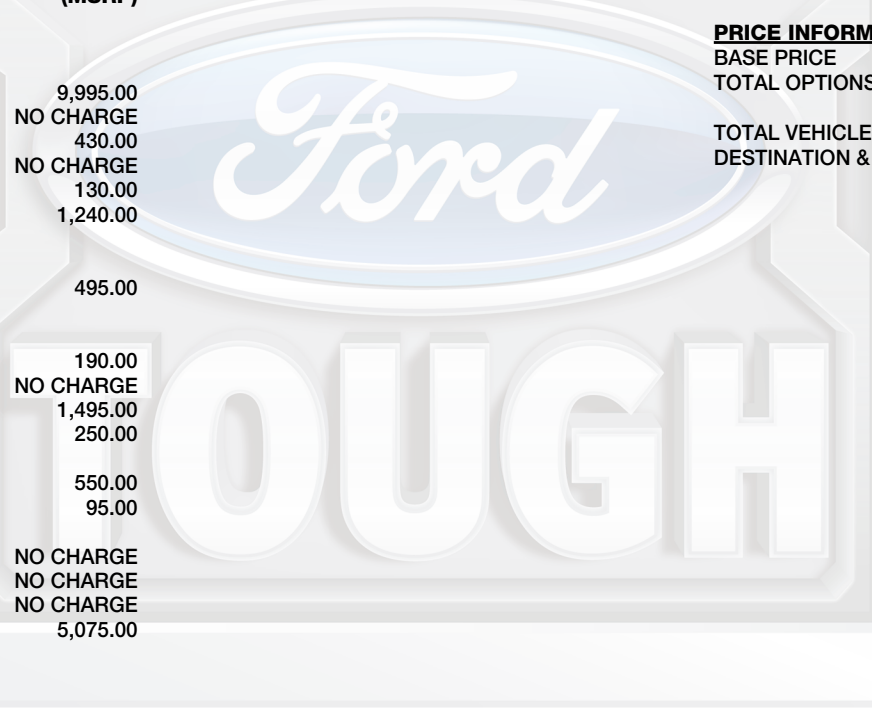 (MSRP)
9,995.00
NO CHARGE
430.00
NO CHARGE
130.00
1,240.00
495.00
190.00
NO CHARGE
1,495.00
250.00
550.00
95.00
NO CHARGE
NO CHARGE
NO CHARGE
5,075.00
PRICE INFORM
BASE PRICE
TOTAL OPTIONS
TOTAL VEHICLE
DESTINATION &
Ford
TOUGH